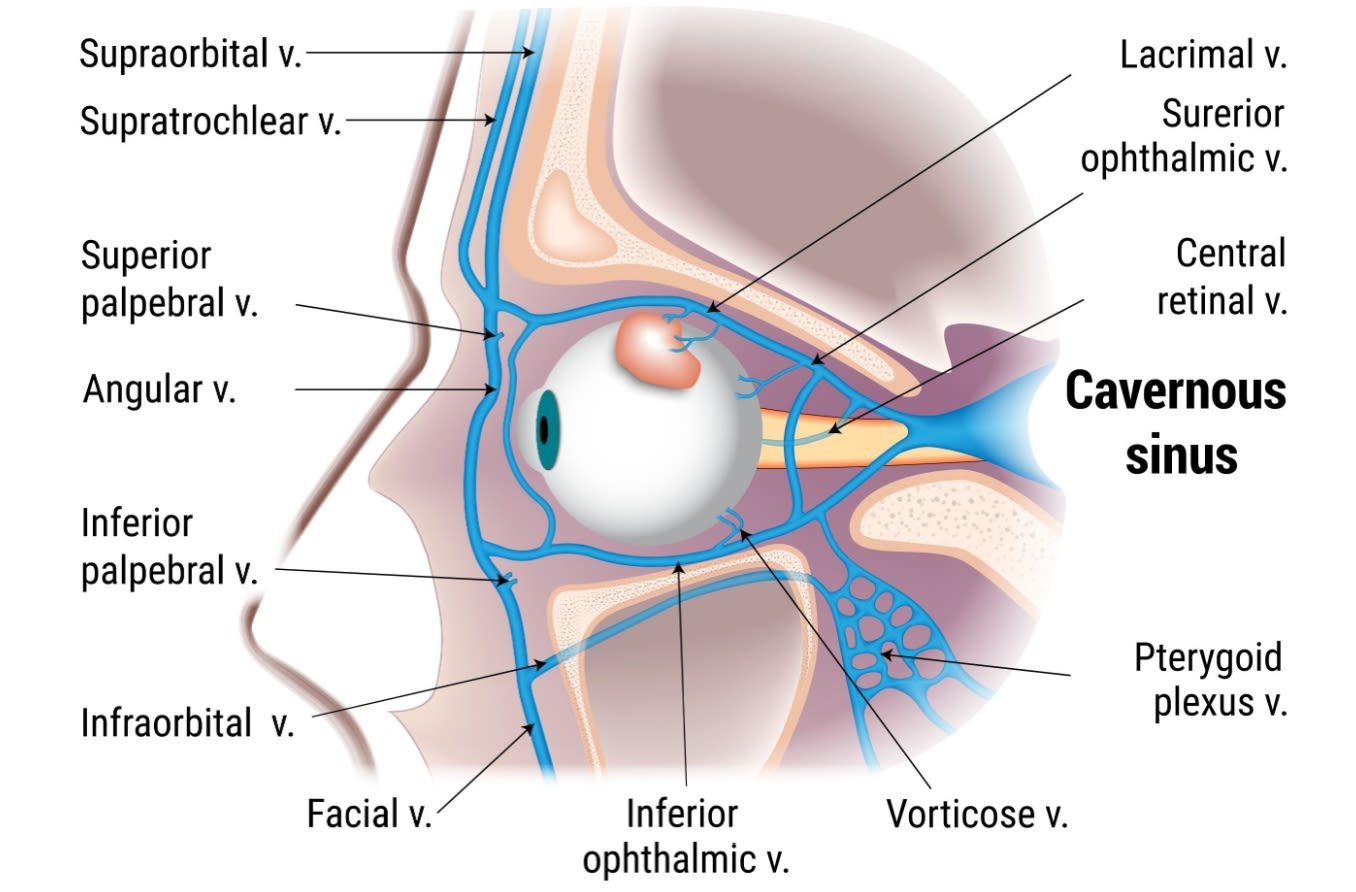 Supraorbital v.
Supratrochlear v.
Superior
palpebral v.
Angular v.
Inferior
palpebral v.
Infraorbital v.
Facial v.
Inferior
ophthalmic v.
Vorticose v.
Lacrimal v.
Surerior
ophthalmic v.
Central
retinal v.
Cavernous
sinus
Pterygoid
plexus v.